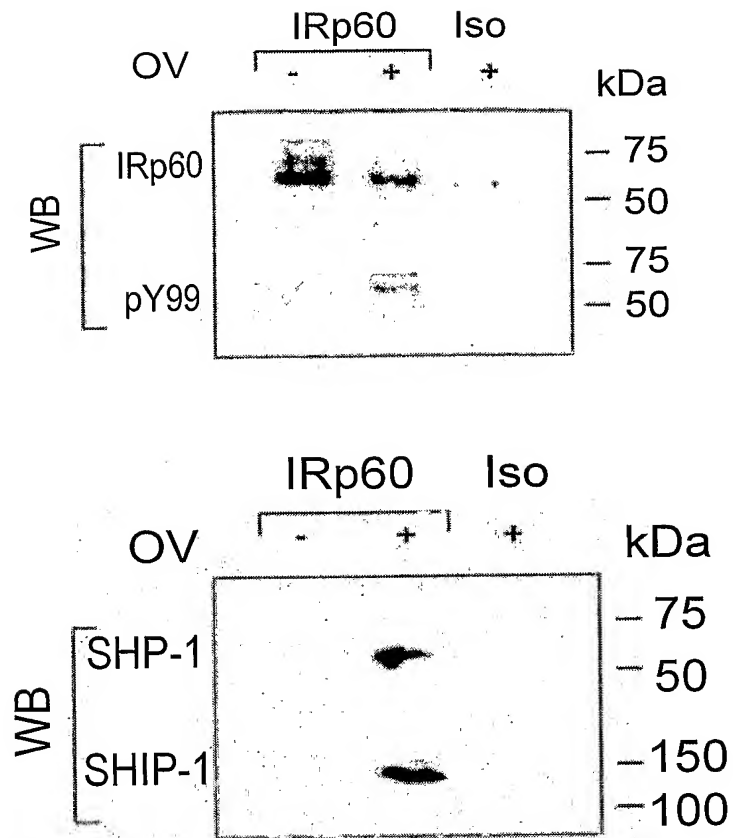 IRp60 Iso
OV - + + kDa
75
IRp60
50
WB
75
pY99
50
IRp60 Iso
OV - + + kDa
75
SHP-1
50
WB
SHIP-1 150
100